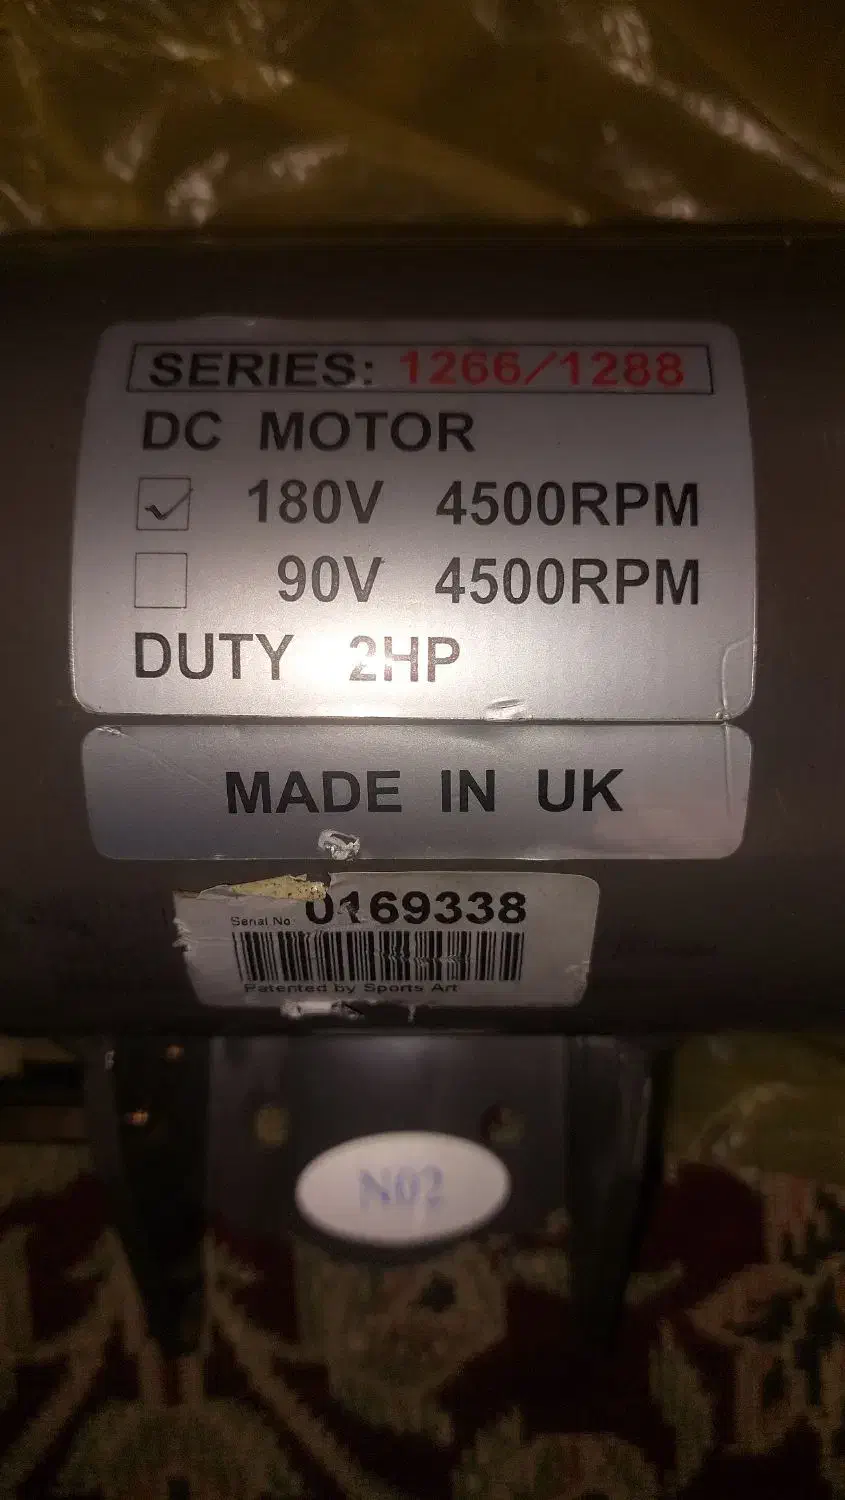 SERIES: 1266/1288
DC MOTOR
180V 4500RPM
90V 4500RPM
DUTY 2HP
MADE IN UK
Serial No: 0169338
Patented by Sports Art
N02